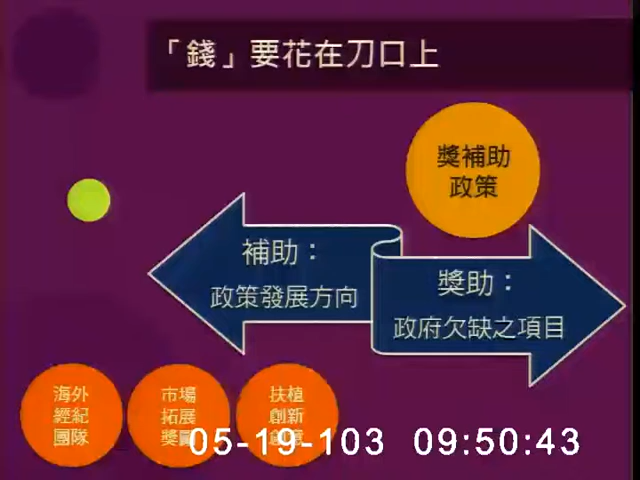 「錢」要花在刀口上
獎補助
政策
補助：
政策發展方向
獎助：
政府欠缺之項目
海外
經紀
團隊
市場
拓展
扶植
創新
05-19-103 09:50:43